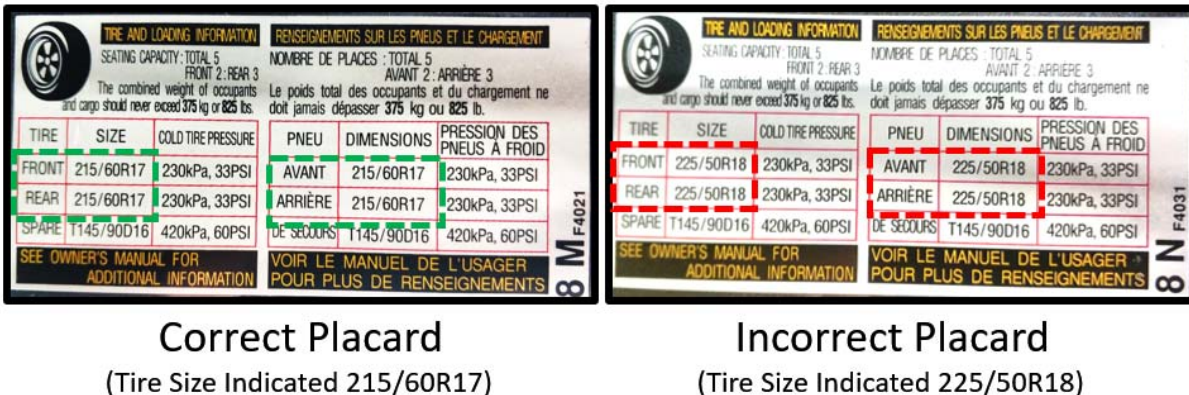 TIRE AND LOADING INFORMATION
SEATING CAPACITY: TOTAL 5
FRONT 2: REAR 3
The combined weight of occupants
and cargo should never exceed 375 kg or 825 lbs.
RENSEIGNEMENTS SUR LES PNEUS ET LE CHARGEMENT
NOMBRE DE PLACES : TOTAL 5
AVANT 2: ARRIÈRE 3
Le poids total des occupants et du chargement ne
doit jamais dépasser 375 kg ou 825 lb.
TIRE SIZE COLD TIRE PRESSURE
FRONT 215/60R17 230kPa, 33PSI
REAR 215/60R17 230kPa, 33PSI
SPARE T145/90D16 420kPa, 60PSI
PNEU DIMENSIONS PRESSION DES PNEUS À FROID
AVANT 215/60R17 230kPa, 33PSI
ARRIÈRE 215/60R17 230kPa, 33PSI
DE SECOURS T145/90D16 420kPa, 60PSI
SEE OWNER'S MANUAL FOR
ADDITIONAL INFORMATION
VOIR LE MANUEL DE L'USAGER
POUR PLUS DE RENSEIGNEMENTS
8 M F4021
Correct Placard
(Tire Size Indicated 215/60R17)
TIRE AND LOADING INFORMATION
SEATING CAPACITY: TOTAL 5
FRONT 2: REAR 3
The combined weight of occupants
and cargo should never exceed 375 kg or 825 lbs.
RENSEIGNEMENTS SUR LES PNEUS ET LE CHARGEMENT
NOMBRE DE PLACES : TOTAL 5
AVANT 2: ARRIÈRE 3
Le poids total des occupants et du chargement ne
doit jamais dépasser 375 kg ou 825 lb.
TIRE SIZE COLD TIRE PRESSURE
FRONT 225/50R18 230kPa, 33PSI
REAR 225/50R18 230kPa, 33PSI
SPARE T145/90D16 420kPa, 60PSI
PNEU DIMENSIONS PRESSION DES PNEUS À FROID
AVANT 225/50R18 230kPa, 33PSI
ARRIÈRE 225/50R18 230kPa, 33PSI
DE SECOURS T145/90D16 420kPa, 60PSI
SEE OWNER'S MANUAL FOR
ADDITIONAL INFORMATION
VOIR LE MANUEL DE L'USAGER
POUR PLUS DE RENSEIGNEMENTS
8 N F4031
Incorrect Placard
(Tire Size Indicated 225/50R18)